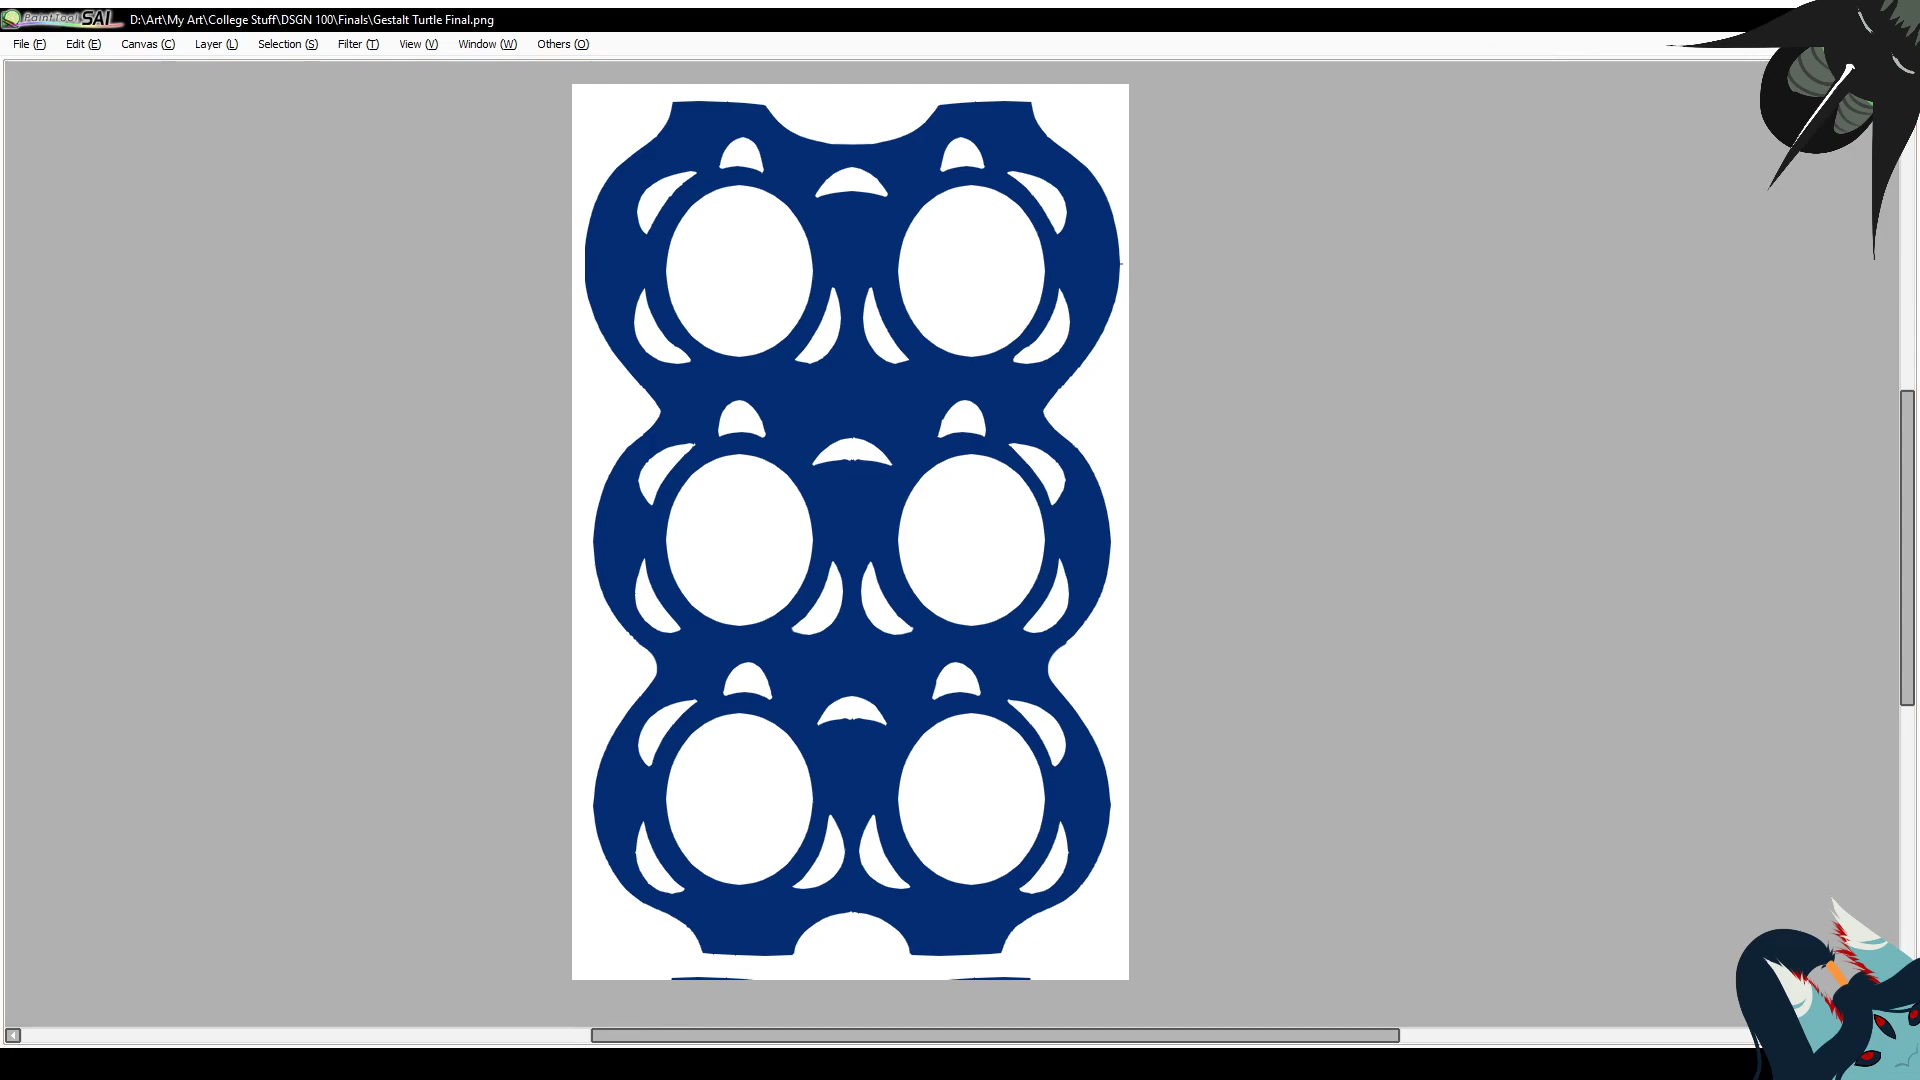 PaintTool SAI D:\Art\My Art\College Stuff\DSGN 100\Finals\Gestalt Turtle Final.png
File (F) Edit (E) Canvas (C) Layer (L) Selection (S) Filter (T) View (V) Window (W) Others (O)